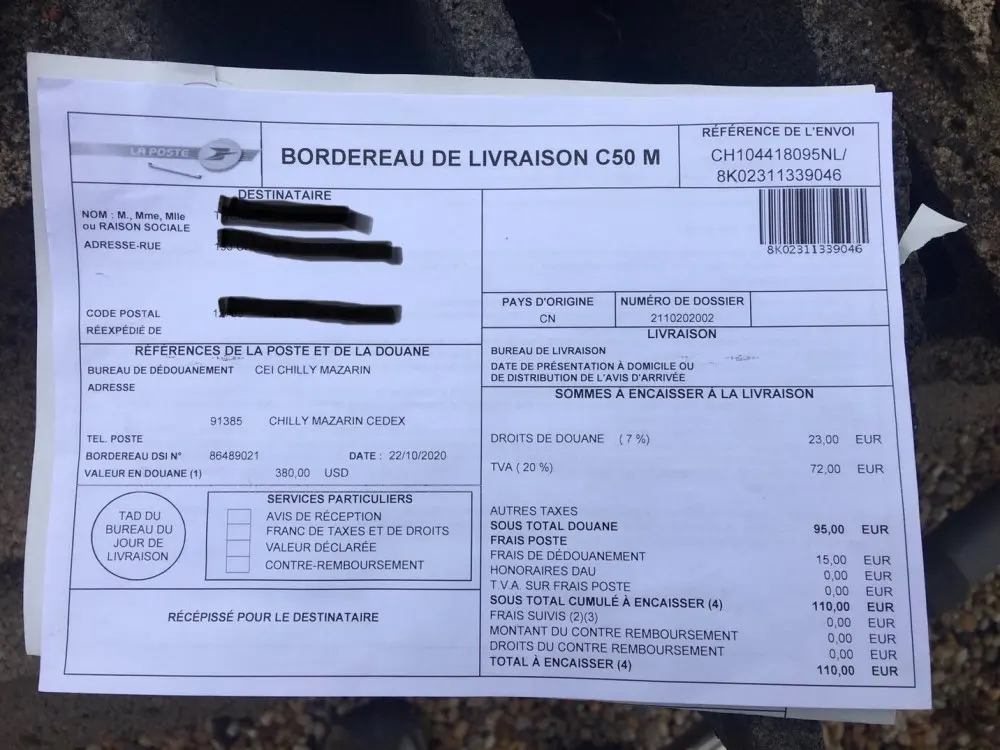 LA POSTE
BORDEREAU DE LIVRAISON C50 M
RÉFÉRENCE DE L'ENVOI
CH104418095NL/
8K02311339046
DESTINATAIRE
NOM : M., Mme, Mlle
ou RAISON SOCIALE
ADRESSE-RUE
CODE POSTAL
RÉEXPÉDIÉ DE
8K02311339046
PAYS D'ORIGINE
CN
NUMÉRO DE DOSSIER
2110202002
LIVRAISON
BUREAU DE LIVRAISON
DATE DE PRÉSENTATION À DOMICILE OU
DE DISTRIBUTION DE L'AVIS D'ARRIVÉE
RÉFÉRENCES DE LA POSTE ET DE LA DOUANE
BUREAU DE DÉDOUANEMENT CEI CHILLY MAZARIN
ADRESSE
91385 CHILLY MAZARIN CEDEX
TEL. POSTE
BORDEREAU DSI N° 86489021 DATE : 22/10/2020
VALEUR EN DOUANE (1) 380,00 USD
SOMMES À ENCAISSER À LA LIVRAISON
DROITS DE DOUANE ( 7 %) 23,00 EUR
TVA ( 20 %) 72,00 EUR
AUTRES TAXES
SOUS TOTAL DOUANE 95,00 EUR
FRAIS POSTE
FRAIS DE DÉDOUANEMENT 15,00 EUR
HONORAIRES DAU 0,00 EUR
T.V.A. SUR FRAIS POSTE 0,00 EUR
SOUS TOTAL CUMULÉ À ENCAISSER (4) 110,00 EUR
FRAIS SUIVIS (2)(3) 0,00 EUR
MONTANT DU CONTRE REMBOURSEMENT 0,00 EUR
DROITS DU CONTRE REMBOURSEMENT 0,00 EUR
TOTAL À ENCAISSER (4) 110,00 EUR
TAD DU
BUREAU DU
JOUR DE
LIVRAISON
SERVICES PARTICULIERS
AVIS DE RÉCEPTION
FRANC DE TAXES ET DE DROITS
VALEUR DÉCLARÉE
CONTRE-REMBOURSEMENT
RÉCÉPISSÉ POUR LE DESTINATAIRE